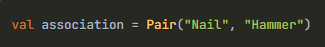 val association = Pair("Nail", "Hammer")